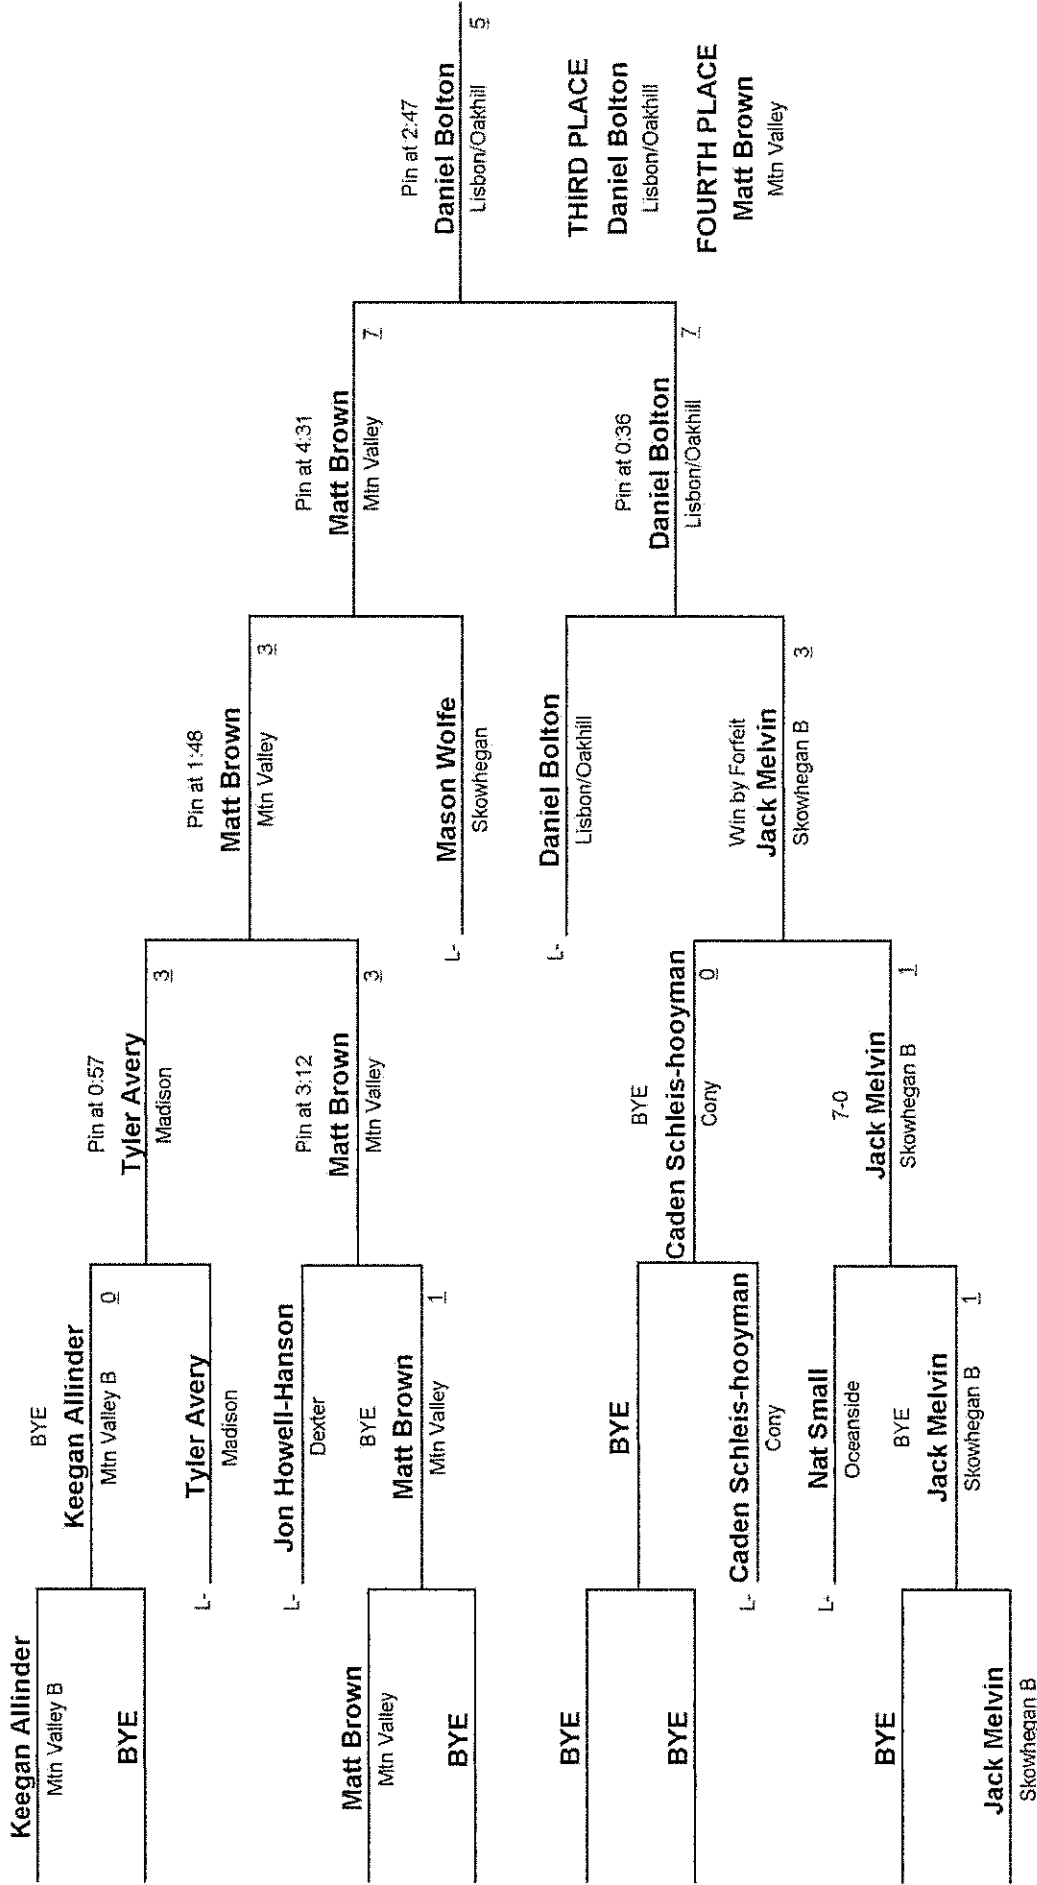 Keegan Allinder
Mtn Valley B
BYE
Matt Brown
Mtn Valley
BYE
BYE
BYE
BYE
Jack Melvin
Skowhegan B
BYE
Keegan Allinder
Mtn Valley B
0
L-
Tyler Avery
Madison
L-
Jon Howell-Hanson
Dexter
BYE
Matt Brown
Mtn Valley
1
BYE
L-
Caden Schleis-hooyman
Cony
L-
Nat Small
Oceanside
BYE
Jack Melvin
Skowhegan B
1
Pin at 0:57
Tyler Avery
Madison
3
Pin at 3:12
Matt Brown
Mtn Valley
3
BYE
Caden Schleis-hooyman
Cony
0
7-0
Jack Melvin
Skowhegan B
1
Pin at 1:48
Matt Brown
Mtn Valley
3
L-
Mason Wolfe
Skowhegan
L-
Daniel Bolton
Lisbon/Oakhill
Win by Forfeit
Jack Melvin
Skowhegan B
3
Pin at 4:31
Matt Brown
Mtn Valley
7
Pin at 0:36
Daniel Bolton
Lisbon/Oakhill
7
Pin at 2:47
Daniel Bolton
Lisbon/Oakhill
5
THIRD PLACE
Daniel Bolton
Lisbon/Oakhill
FOURTH PLACE
Matt Brown
Mtn Valley